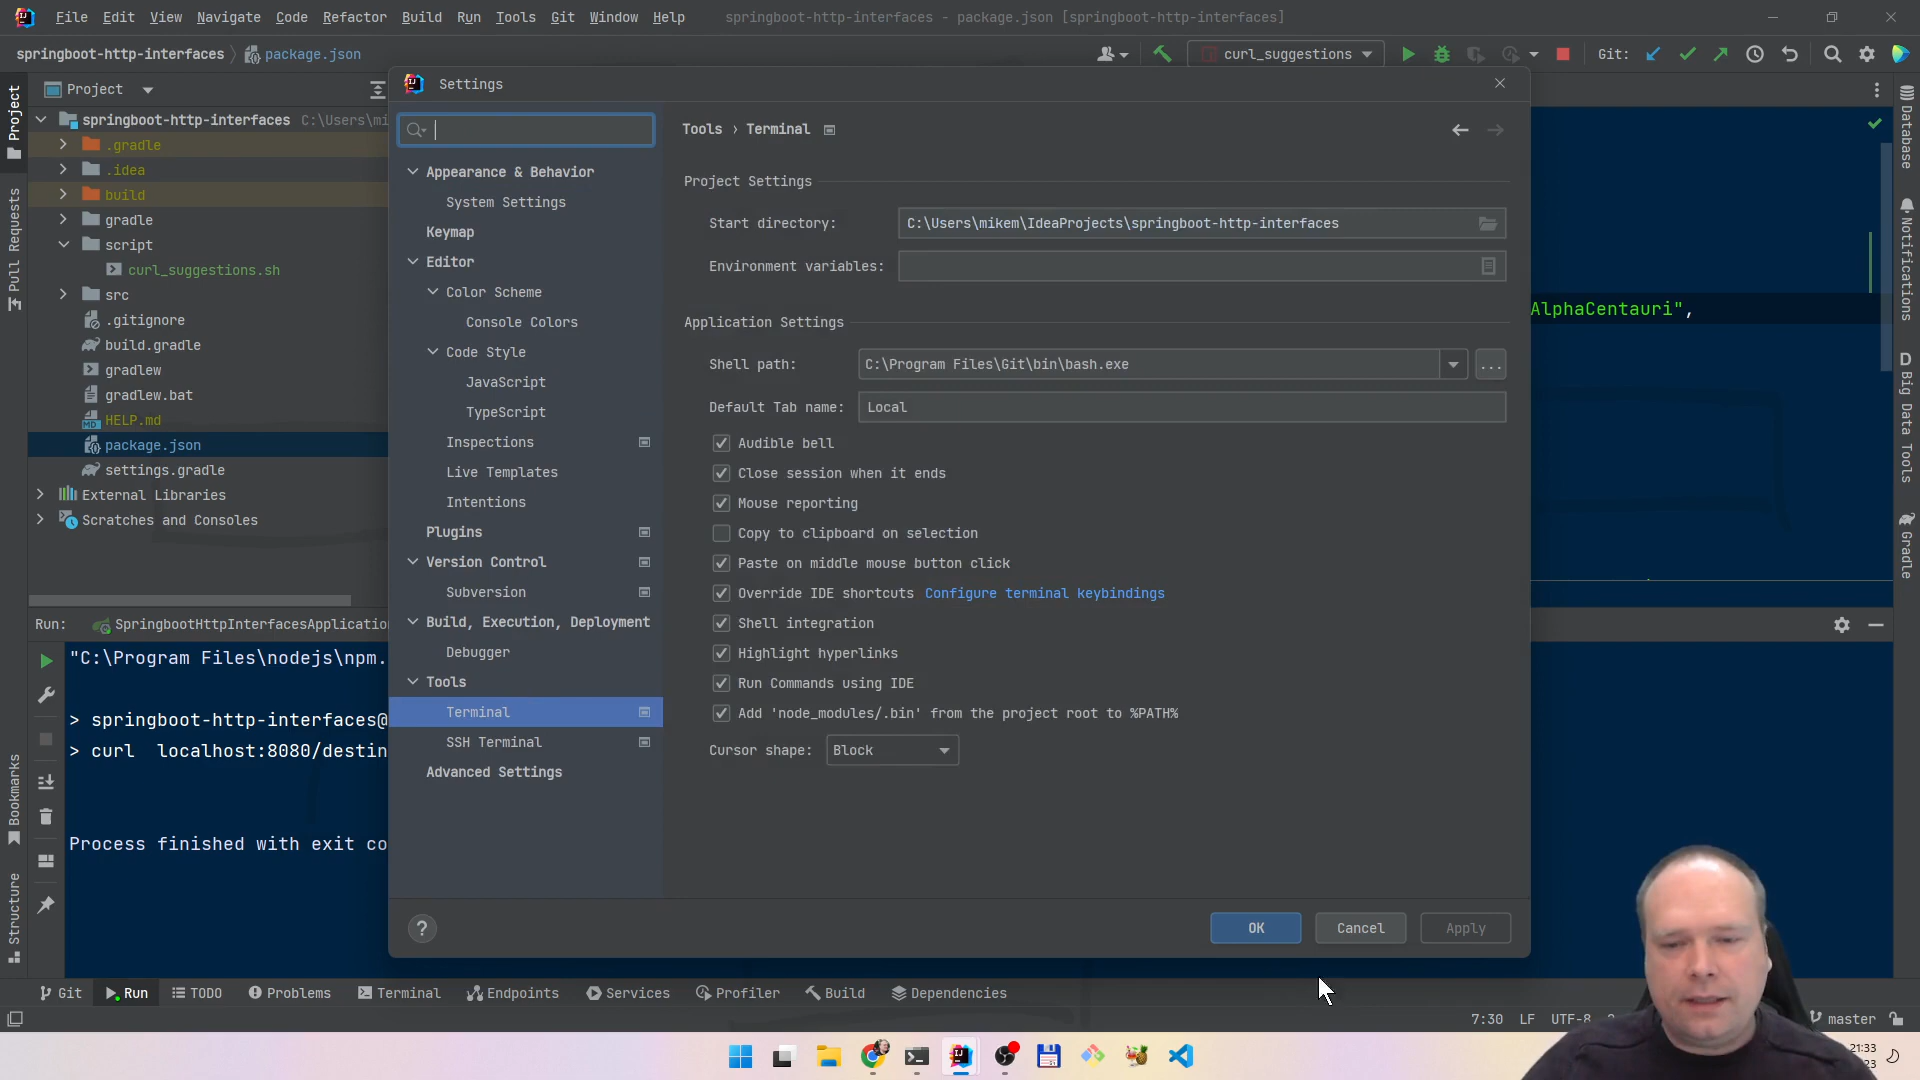 File Edit View Navigate Code Refactor Build Run Tools Git Window Help springboot-http-interfaces - package.json [springboot-http-interfaces]
springboot-http-interfaces package.json curl_suggestions Git:
Project
springboot-http-interfaces C:\Users\mi
.gradle
.idea
build
gradle
script
curl_suggestions.sh
src
.gitignore
build.gradle
gradlew
gradlew.bat
HELP.md
package.json
settings.gradle
External Libraries
Scratches and Consoles
Project
Pull Requests
Bookmarks
Structure
Settings
Appearance & Behavior
System Settings
Keymap
Editor
Color Scheme
Console Colors
Code Style
JavaScript
TypeScript
Inspections
Live Templates
Intentions
Plugins
Version Control
Subversion
Build, Execution, Deployment
Debugger
Tools
Terminal
SSH Terminal
Advanced Settings
Tools › Terminal
Project Settings
Start directory: C:\Users\mikem\IdeaProjects\springboot-http-interfaces
Environment variables:
Application Settings
Shell path: C:\Program Files\Git\bin\bash.exe ...
Default Tab name: Local
Audible bell
Close session when it ends
Mouse reporting
Copy to clipboard on selection
Paste on middle mouse button click
Override IDE shortcuts Configure terminal keybindings
Shell integration
Highlight hyperlinks
Run Commands using IDE
Add 'node_modules/.bin' from the project root to %PATH%
Cursor shape: Block
? OK Cancel Apply
AlphaCentauri",
Database
Notifications
Big Data Tools
Gradle
Run: SpringbootHttpInterfacesApplicatio
"C:\Program Files\nodejs\npm.
> springboot-http-interfaces@
> curl localhost:8080/destin
Process finished with exit co
Git Run TODO Problems Terminal Endpoints Services Profiler Build Dependencies
7:30 LF UTF-8 master
21:33